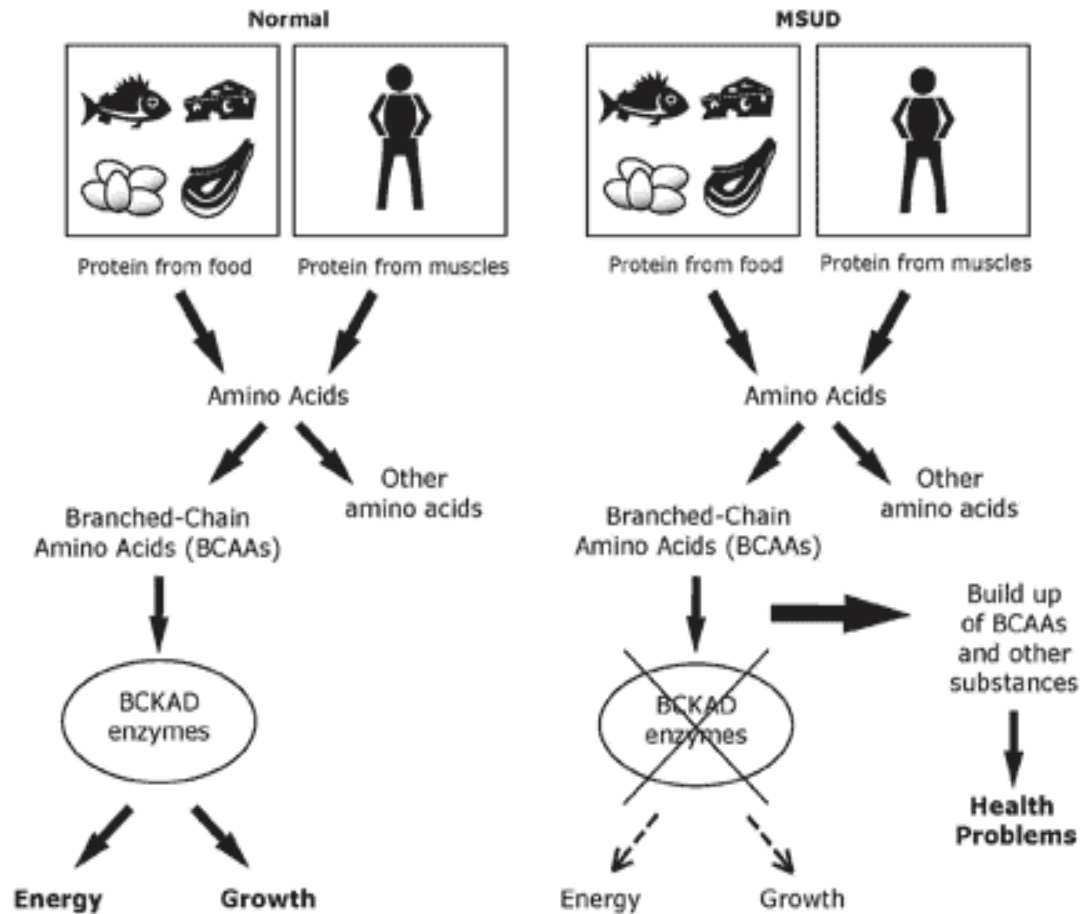 Normal
Protein from food
Protein from muscles
Amino Acids
Other
amino acids
Branched-Chain
Amino Acids (BCAAs)
BCKAD
enzymes
Energy
Growth
MSUD
Protein from food
Protein from muscles
Amino Acids
Other
amino acids
Branched-Chain
Amino Acids (BCAAs)
Build up
of BCAAs
and other
substances
BCKAD
enzymes
Health
Problems
Energy
Growth